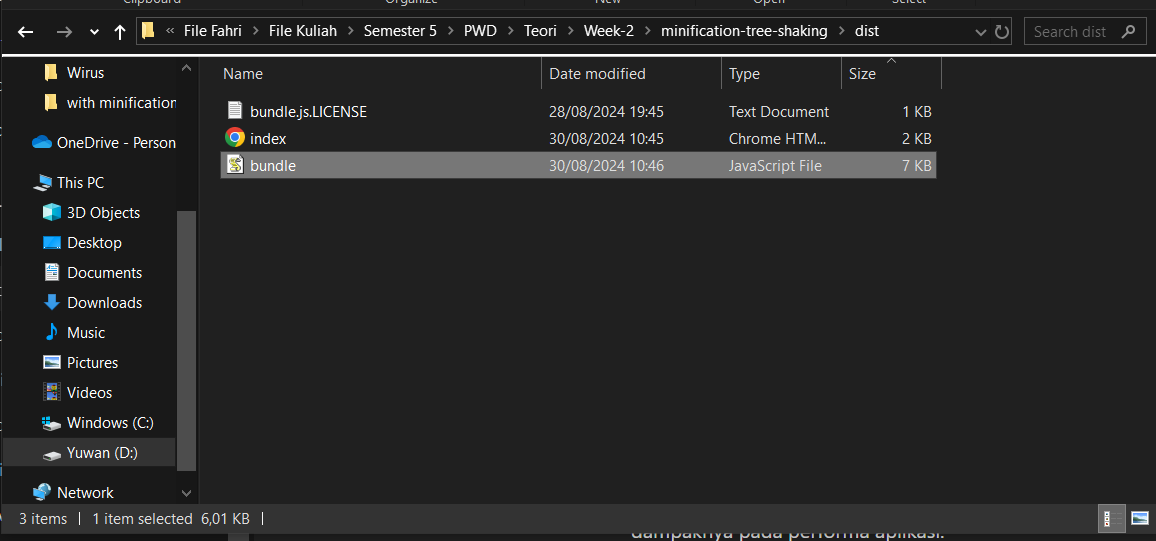 Clipboard Organize New Open Select
« File Fahri > File Kuliah > Semester 5 > PWD > Teori > Week-2 > minification-tree-shaking > dist Search dist
Wirus
with minification
OneDrive - Person
This PC
3D Objects
Desktop
Documents
Downloads
Music
Pictures
Videos
Windows (C:)
Yuwan (D:)
Network
Name Date modified Type Size
bundle.js.LICENSE 28/08/2024 19:45 Text Document 1 KB
index 30/08/2024 10:45 Chrome HTM... 2 KB
bundle 30/08/2024 10:46 JavaScript File 7 KB
3 items 1 item selected 6,01 KB
dampaknya pada performa aplikasi.